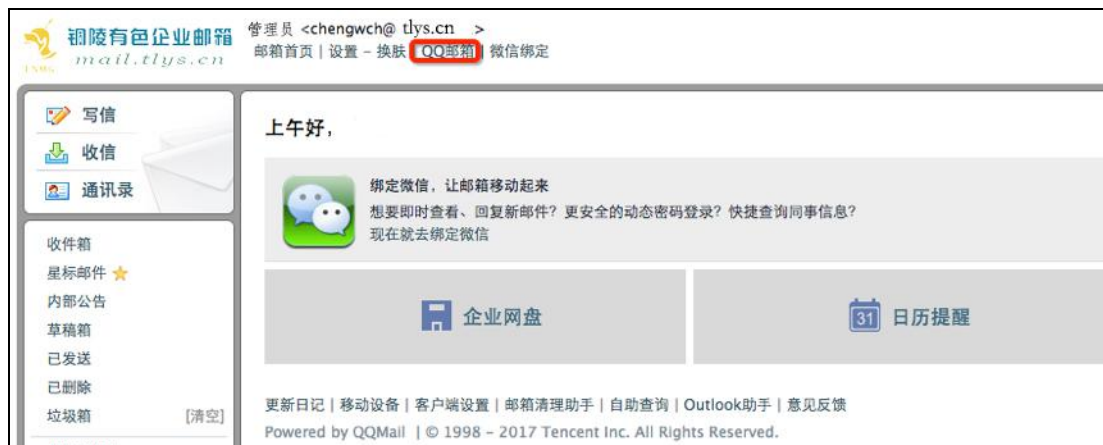 铜陵有色企业邮箱
mail.tlys.cn
管理员 <chengwch@ tlys.cn >
邮箱首页 | 设置 – 换肤 | QQ邮箱 | 微信绑定
写信
收信
通讯录
收件箱
星标邮件
内部公告
草稿箱
已发送
已删除
垃圾箱 [清空]
上午好,
绑定微信，让邮箱移动起来
想要即时查看、回复新邮件？更安全的动态密码登录？快捷查询同事信息？
现在就去绑定微信
企业网盘
31 日历提醒
更新日记 | 移动设备 | 客户端设置 | 邮箱清理助手 | 自助查询 | Outlook助手 | 意见反馈
Powered by QQMail | © 1998 – 2017 Tencent Inc. All Rights Reserved.